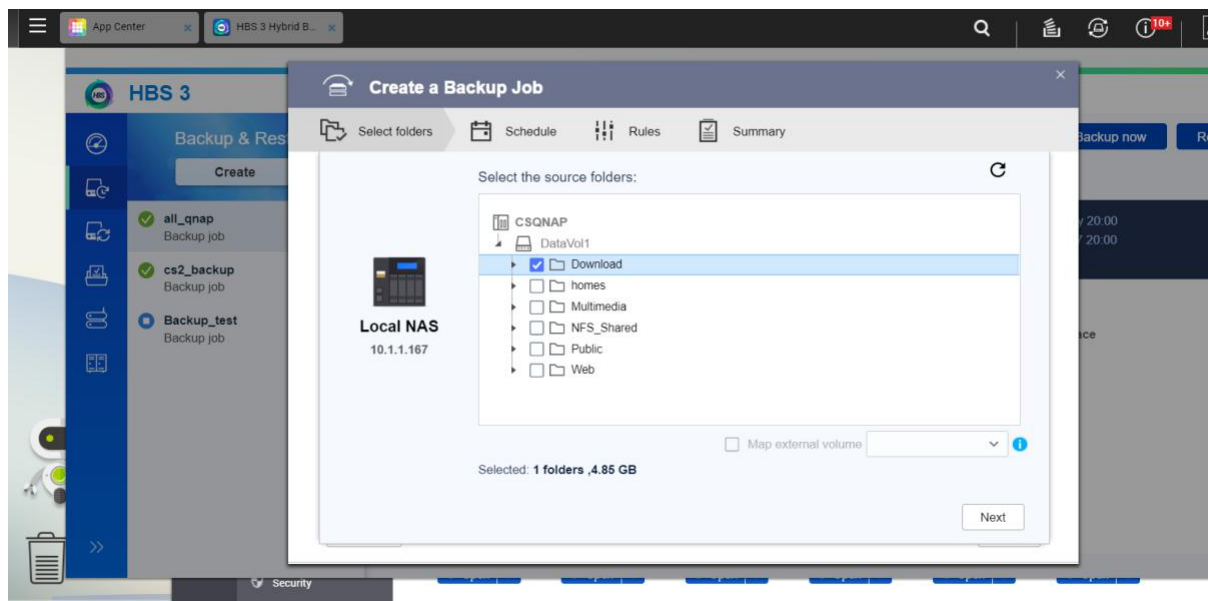 App Center
HBS 3 Hybrid B...
10+
HBS 3
Create a Backup Job
Backup & Res
Create
Select folders
Schedule
Rules
Summary
Backup now
Select the source folders:
all_qnap
Backup job
cs2_backup
Backup job
Backup_test
Backup job
CSQNAP
DataVol1
Download
homes
Multimedia
NFS_Shared
Public
Web
Local NAS
10.1.1.167
20:00
20:00
Map external volume
Selected: 1 folders ,4.85 GB
Next
Security